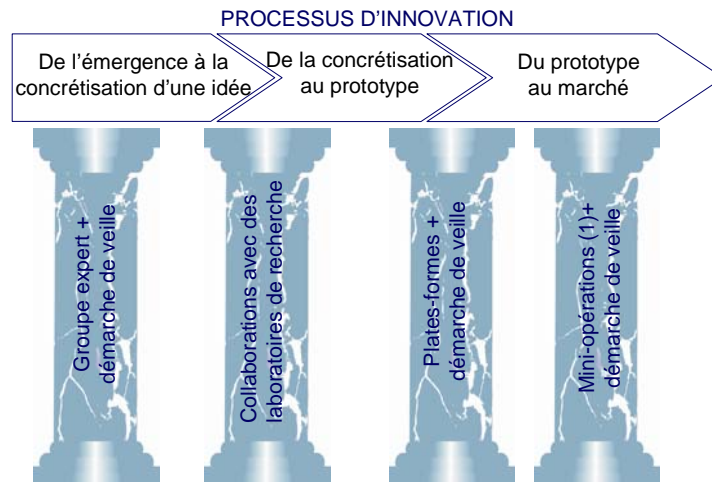 PROCESSUS D'INNOVATION
De l'émergence à la
concrétisation d'une idée
De la concrétisation
au prototype
Du prototype
au marché
Groupe expert +
démarche de veille
Collaborations avec des
laboratoires de recherche
Plates-formes +
démarche de veille
Mini-opérations (1)+
démarche de veille